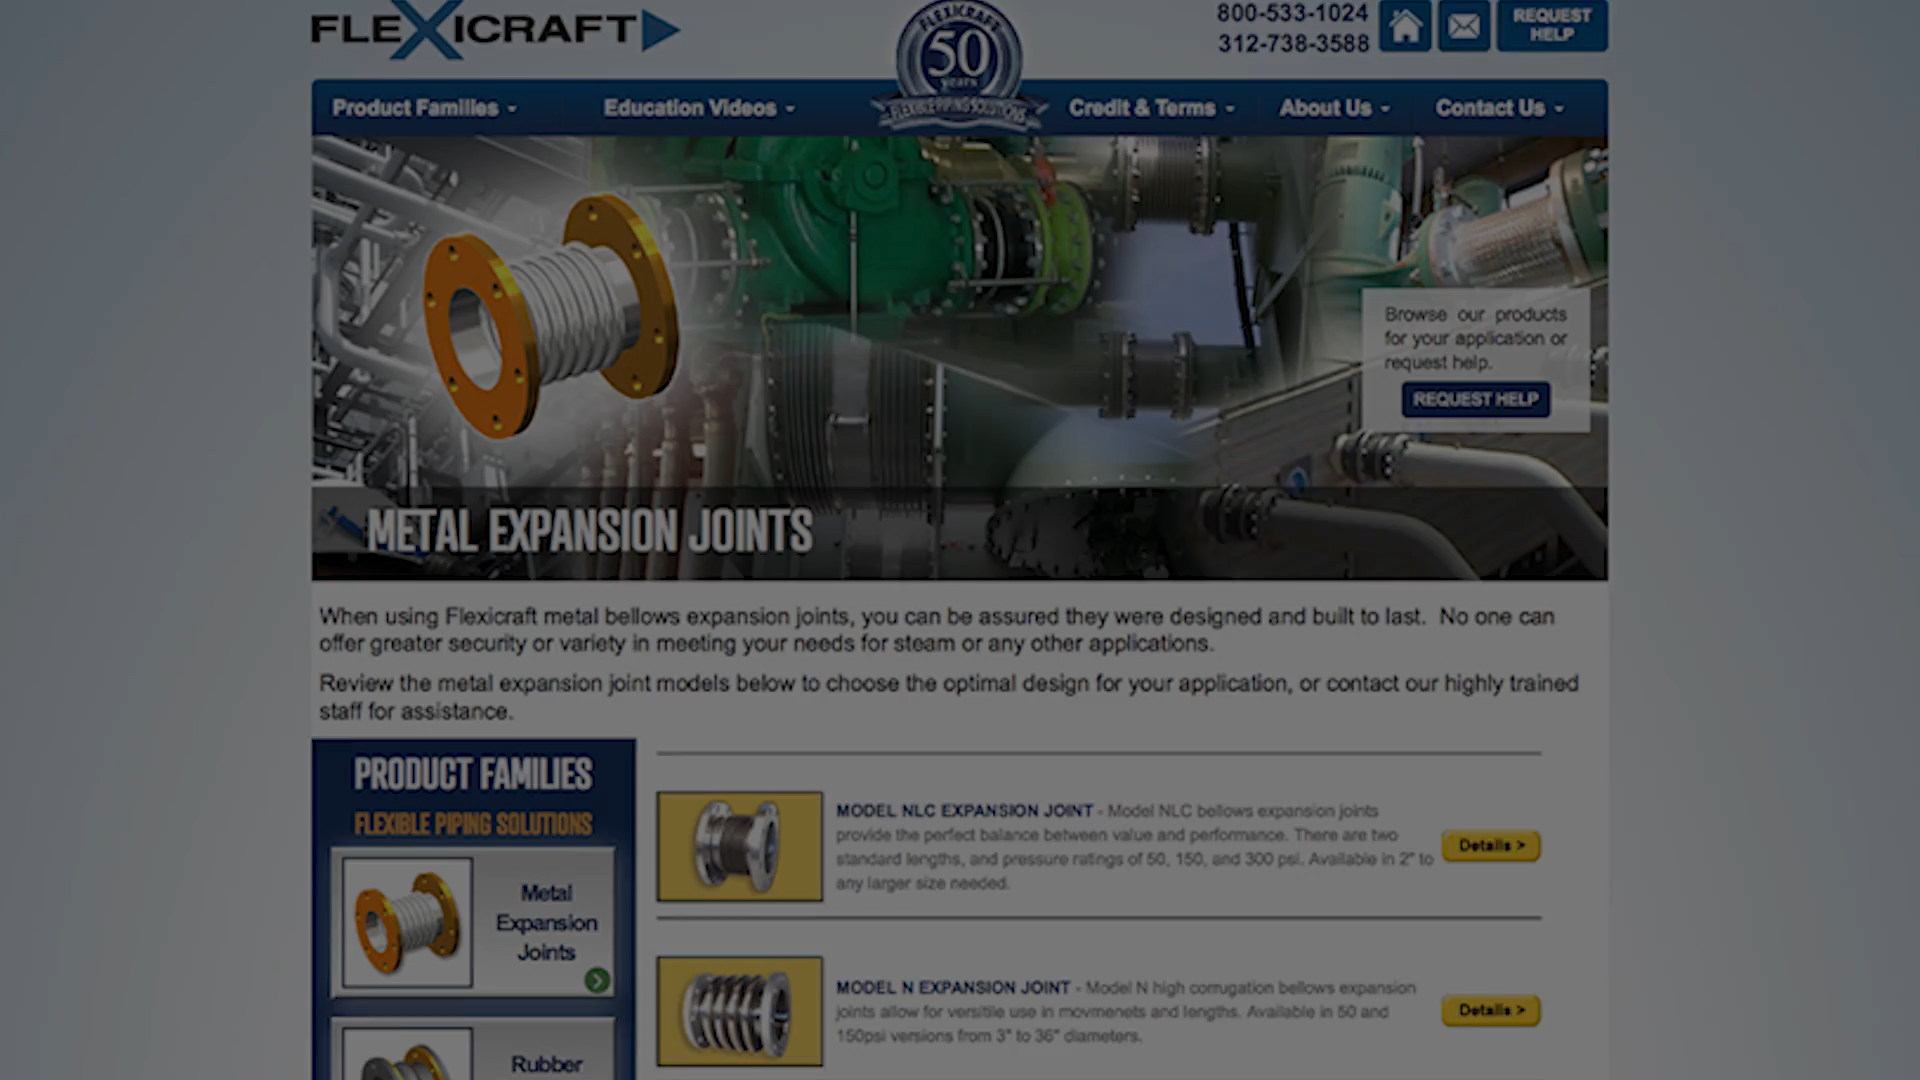 FLEXICRAFT
FLEXICRAFT
50
years
FLEXIBLE PIPING SOLUTIONS
800-533-1024
312-738-3588
REQUEST
HELP
Product Families
Education Videos
Credit & Terms
About Us
Contact Us
Browse our products
for your application or
request help.
REQUEST HELP
METAL EXPANSION JOINTS
When using Flexicraft metal bellows expansion joints, you can be assured they were designed and built to last. No one can
offer greater security or variety in meeting your needs for steam or any other applications.
Review the metal expansion joint models below to choose the optimal design for your application, or contact our highly trained
staff for assistance.
PRODUCT FAMILIES
FLEXIBLE PIPING SOLUTIONS
Metal
Expansion
Joints
Rubber
MODEL NLC EXPANSION JOINT - Model NLC bellows expansion joints
provide the perfect balance between value and performance. There are two
standard lengths, and pressure ratings of 50, 150, and 300 psi. Available in 2" to
any larger size needed.
Details >
MODEL N EXPANSION JOINT - Model N high corrugation bellows expansion
joints allow for versitile use in movmenets and lengths. Available in 50 and
150psi versions from 3" to 36" diameters.
Details >